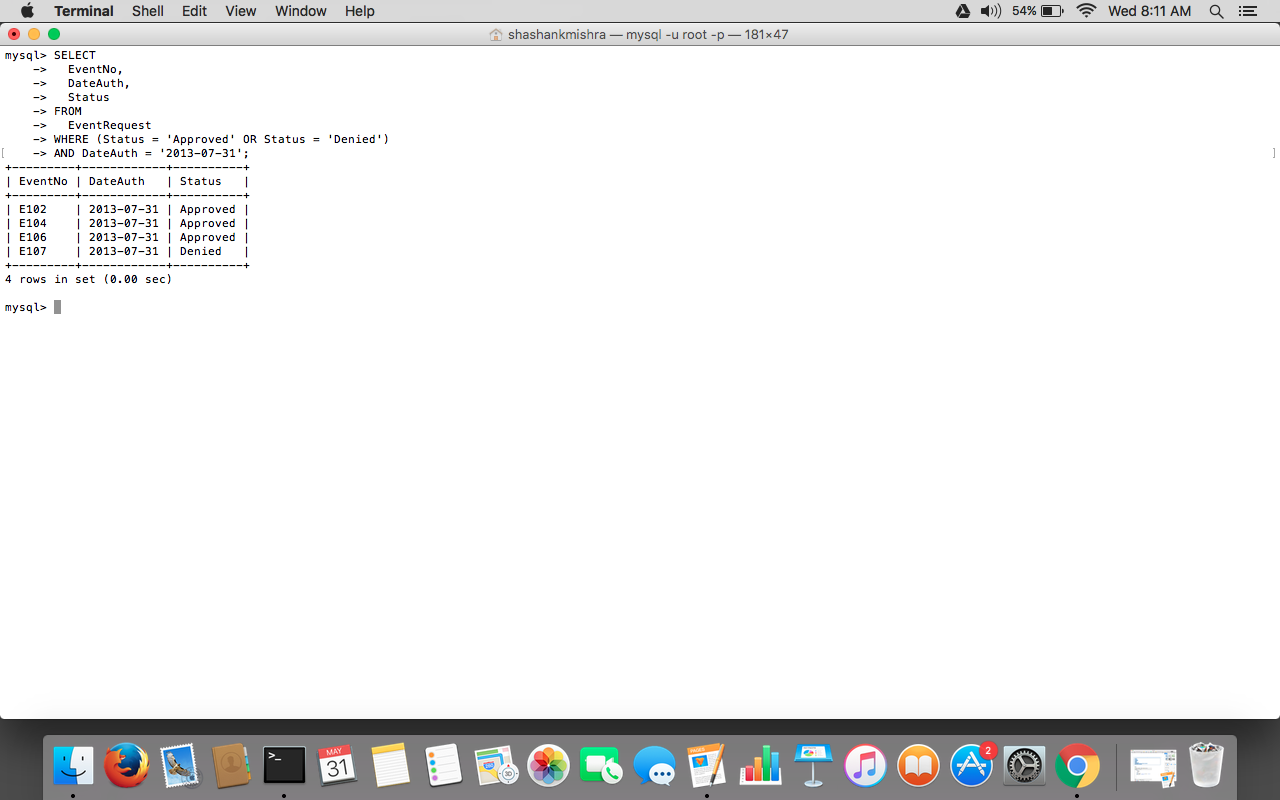 Terminal Shell Edit View Window Help 54% Wed 8:11 AM
shashankmishra — mysql -u root -p — 181×47
mysql> SELECT
    ->   EventNo,
    ->   DateAuth,
    ->   Status
    -> FROM
    ->   EventRequest
    -> WHERE (Status = 'Approved' OR Status = 'Denied')
[    -> AND DateAuth = '2013-07-31'; ]
+---------+------------+----------+
| EventNo | DateAuth   | Status   |
+---------+------------+----------+
| E102    | 2013-07-31 | Approved |
| E104    | 2013-07-31 | Approved |
| E106    | 2013-07-31 | Approved |
| E107    | 2013-07-31 | Denied   |
+---------+------------+----------+
4 rows in set (0.00 sec)
mysql>
>_ MAY 31 3D PAGES 2